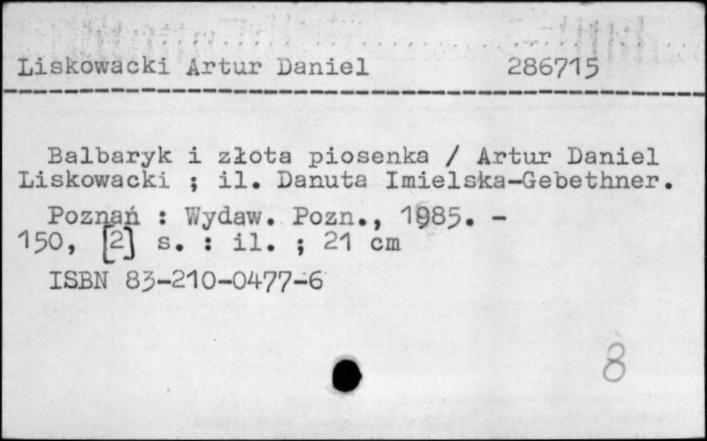 Liskowacki Artur Daniel 286715
Balbaryk i złota piosenka / Artur Daniel
Liskowacki ; il. Danuta Imielska-Gebethner.
Poznań : Wydaw. Pozn., 1985. -
150, [2] s. : il. ; 21 cm
ISBN 83-210-0477-6
8